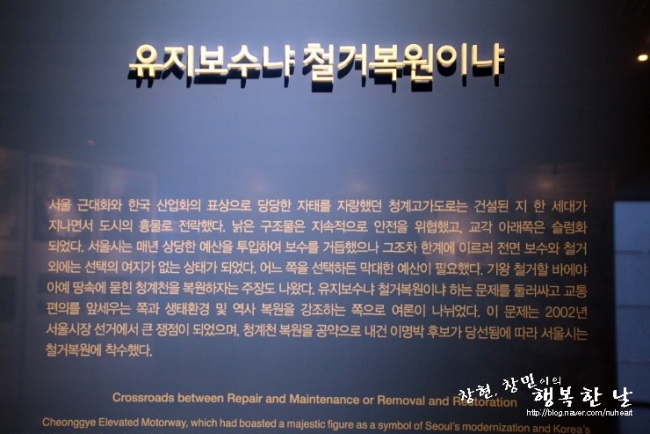 유지보수냐 철거복원이냐
서울 근대화와 한국 산업화의 표상으로 당당한 자태를 자랑했던 청계고가도로는 건설된 지 한 세대가
지나면서 도시의 흉물로 전락했다. 낡은 구조물은 지속적으로 안전을 위협했고, 교각 아래쪽은 슬럼화
되었다. 서울시는 매년 상당한 예산을 투입하여 보수를 거듭했으나 그조차 한계에 이르러 전면 보수와 철거
외에는 선택의 여지가 없는 상태가 되었다. 어느 쪽을 선택하든 막대한 예산이 필요했다. 기왕 철거할 바에야
아예 땅속에 묻힌 청계천을 복원하자는 주장도 나왔다. 유지보수냐 철거복원이냐 하는 문제를 둘러싸고 교통
편의를 앞세우는 쪽과 생태환경 및 역사 복원을 강조하는 쪽으로 여론이 나뉘었다. 이 문제는 2002년
서울시장 선거에서 큰 쟁점이 되었으며, 청계천 복원을 공약으로 내건 이명박 후보가 당선됨에 따라 서울시는
철거복원에 착수했다.
Crossroads between Repair and Maintenance or Removal and Restoration
Cheonggye Elevated Motorway, which had boasted a majestic figure as a symbol of Seoul's modernization and Korea's
창현, 창민이의
행복한 날
http://blog.naver.com/nuheart